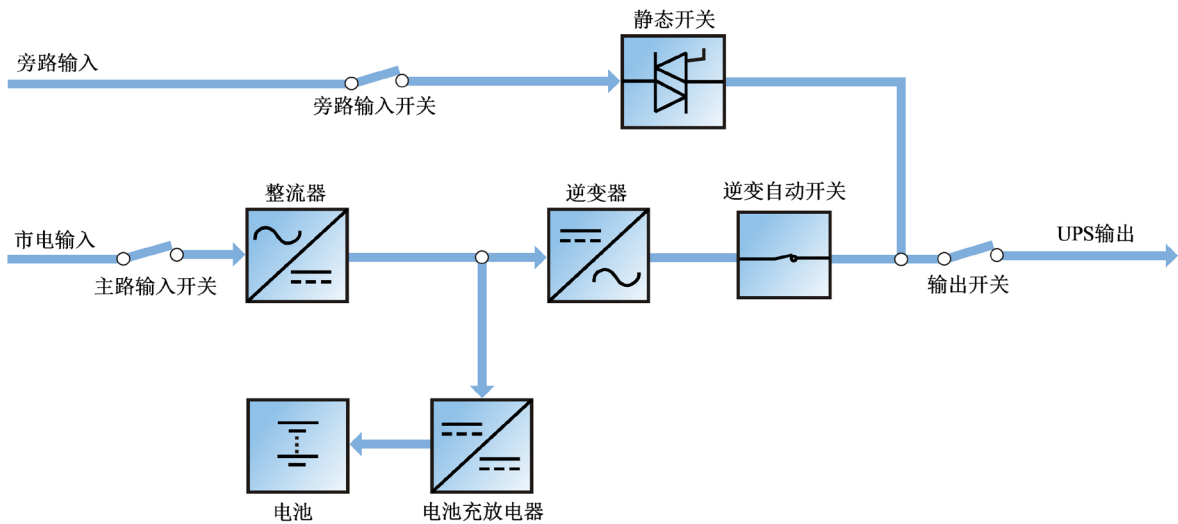 静态开关
旁路输入
旁路输入开关
整流器
逆变器
逆变自动开关
市电输入
UPS输出
主路输入开关
输出开关
电池
电池充放电器